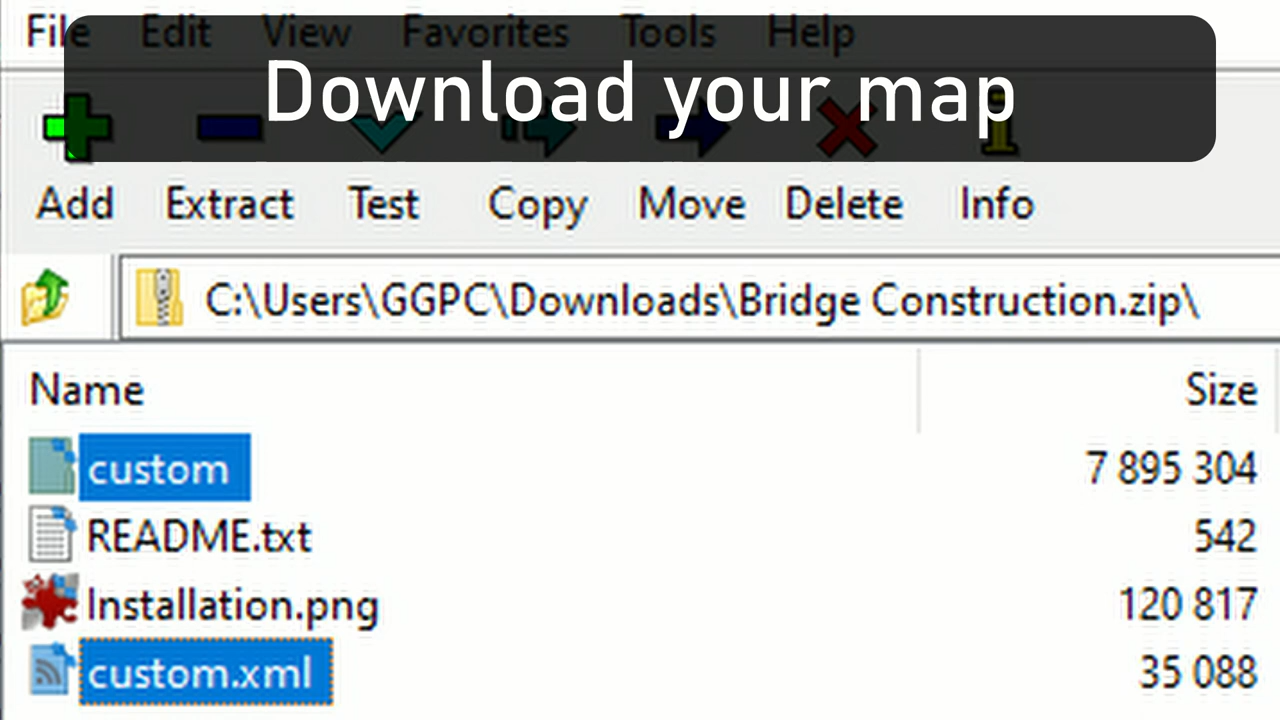 File Edit View Favorites Tools Help
Download your map
Add Extract Test Copy Move Delete Info
C:\Users\GGPC\Downloads\Bridge Construction.zip\
Name Size
custom 7 895 304
README.txt 542
Installation.png 120 817
custom.xml 35 088